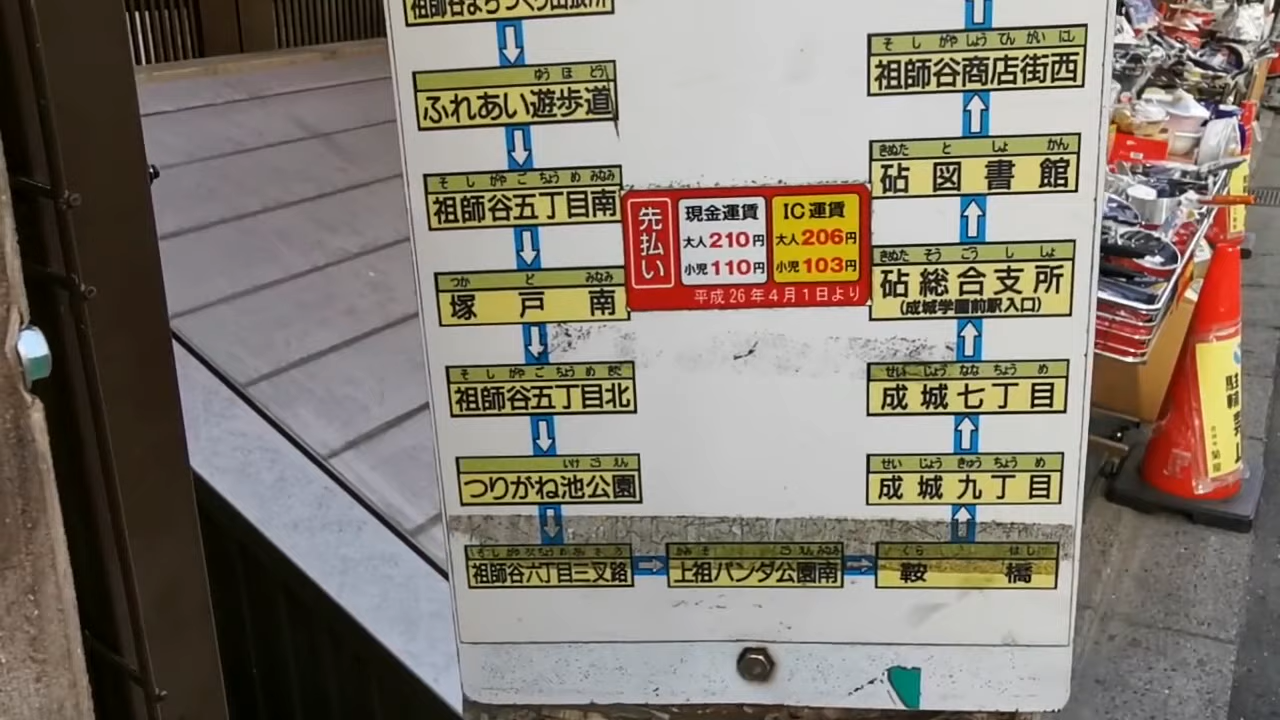 祖師谷まちづくり出張所
ゆうほどう
ふれあい遊歩道
そしがやごちょうめみなみ
祖師谷五丁目南
つかどみなみ
塚戸南
そしがやごちょうめきた
祖師谷五丁目北
いけこうえん
つりがね池公園
祖師谷六丁目三叉路
上祖パンダ公園南
くらはし
鞍橋
せいじょうきゅうちょうめ
成城九丁目
せいじょうななちょうめ
成城七丁目
きぬたそうごうししょ
砧総合支所
(成城学園前駅入口)
きぬたとしょかん
砧図書館
そしがやしょうてんがいにし
祖師谷商店街西
先払い
現金運賃
大人210円
小児110円
IC運賃
大人206円
小児103円
平成26年4月1日より